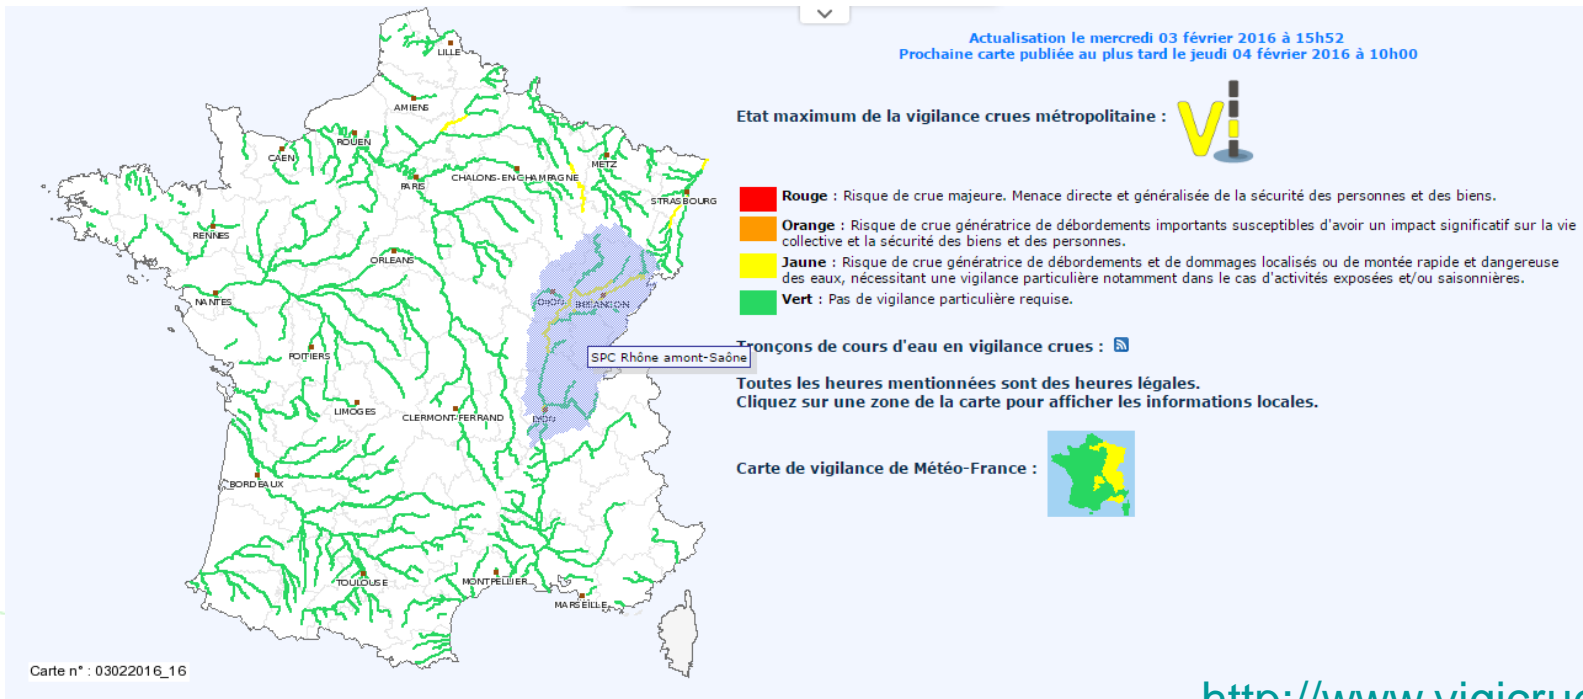 Actualisation le mercredi 03 février 2016 à 15h52
Prochaine carte publiée au plus tard le jeudi 04 février 2016 à 10h00
Etat maximum de la vigilance crues métropolitaine :
Vi
Rouge : Risque de crue majeure. Menace directe et généralisée de la sécurité des personnes et des biens.
Orange : Risque de crue génératrice de débordements importants susceptibles d'avoir un impact significatif sur la vie
collective et la sécurité des biens et des personnes.
Jaune : Risque de crue génératrice de débordements et de dommages localisés ou de montée rapide et dangereuse
des eaux, nécessitant une vigilance particulière notamment dans le cas d'activités exposées et/ou saisonnières.
Vert : Pas de vigilance particulière requise.
Tronçons de cours d'eau en vigilance crues :
Toutes les heures mentionnées sont des heures légales.
Cliquez sur une zone de la carte pour afficher les informations locales.
Carte de vigilance de Météo-France :
LILLE
AMIENS
ROUEN
CAEN
METZ
PARIS
CHALONS-EN-CHAMPAGNE
STRASBOURG
RENNES
ORLEANS
DIJON
BESANCON
NANTES
POITIERS
SPC Rhône amont-Saône
LIMOGES
CLERMONT-FERRAND
LYON
BORDEAUX
TOULOUSE
MONTPELLIER
MARSEILLE
Carte n° : 03022016_16
http://www.vigicru